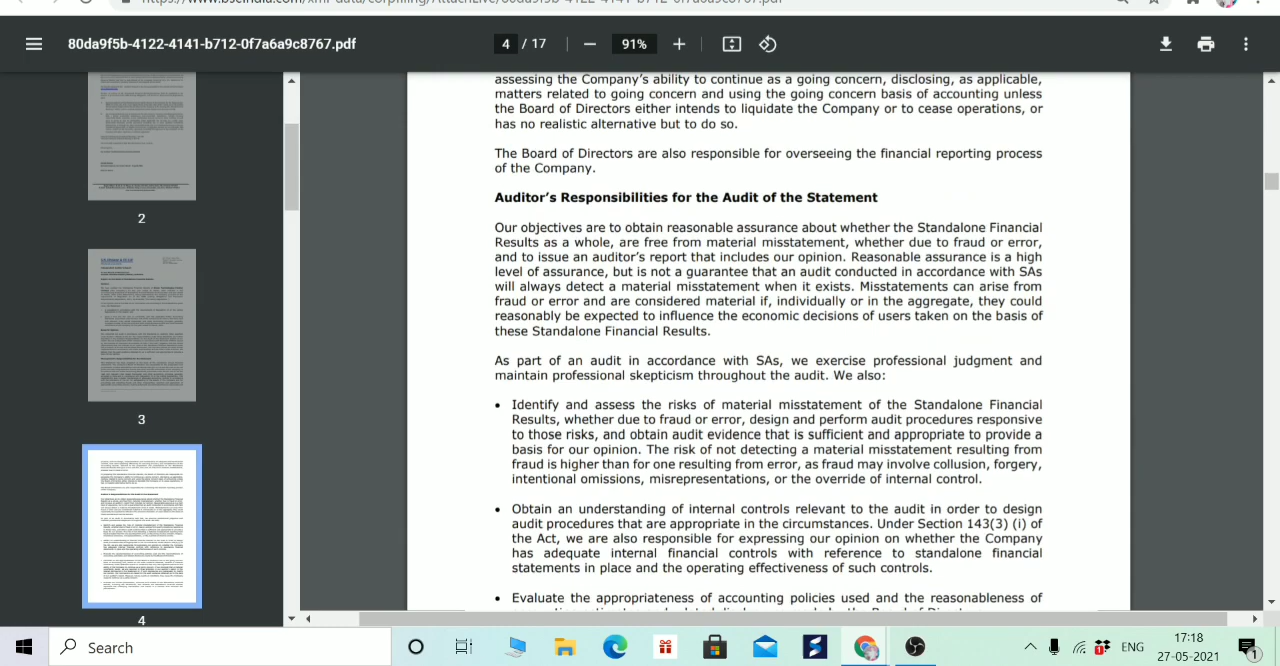 https://www.bseindia.com/xml-data/corpfiling/AttachLive/80da9f5b-4122-4141-b712-0f7a6a9c8767.pdf
80da9f5b-4122-4141-b712-0f7a6a9c8767.pdf
4 / 17
91%
2
3
4
assessing the Company's ability to continue as a going concern, disclosing, as applicable,
matters related to going concern and using the going concern basis of accounting unless
the Board of Directors either intends to liquidate the Company or to cease operations, or
has no realistic alternative but to do so.
The Board of Directors are also responsible for overseeing the financial reporting process
of the Company.
Auditor's Responsibilities for the Audit of the Statement
Our objectives are to obtain reasonable assurance about whether the Standalone Financial
Results as a whole, are free from material misstatement, whether due to fraud or error,
and to issue an auditor's report that includes our opinion. Reasonable assurance is a high
level of assurance, but is not a guarantee that an audit conducted in accordance with SAs
will always detect a material misstatement when it exists. Misstatements can arise from
fraud or error and are considered material if, individually or in the aggregate, they could
reasonably be expected to influence the economic decisions of users taken on the basis of
these Standalone Financial Results.
As part of an audit in accordance with SAs, we exercise professional judgment and
maintain professional skepticism throughout the audit. We also:
• Identify and assess the risks of material misstatement of the Standalone Financial
Results, whether due to fraud or error, design and perform audit procedures responsive
to those risks, and obtain audit evidence that is sufficient and appropriate to provide a
basis for our opinion. The risk of not detecting a material misstatement resulting from
fraud is higher than for one resulting from error, as fraud may involve collusion, forgery,
intentional omissions, misrepresentations, or the override of internal control.
• Obtain an understanding of internal controls relevant to the audit in order to design
audit procedures that are appropriate in the circumstances. Under Section 143(3) (i) of
the Act, we are also responsible for expressing our opinion on whether the Company
has adequate internal financial controls with reference to standalone financial
statements in place and the operating effectiveness of such controls.
• Evaluate the appropriateness of accounting policies used and the reasonableness of
Search
ENG
17:18
27-05-2021
1